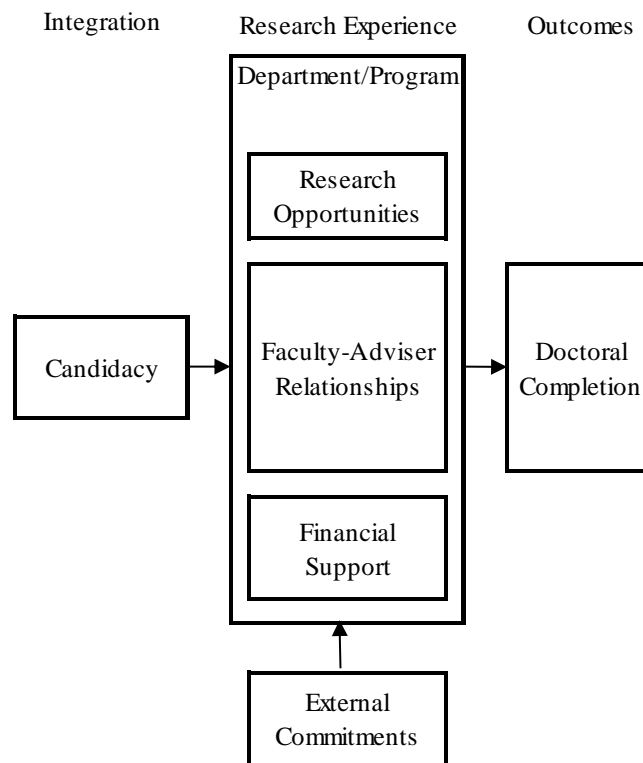 Integration
Research Experience
Outcomes
Department/Program
Research
Opportunities
Candidacy
Faculty-Adviser
Relationships
Doctoral
Completion
Financial
Support
External
Commitments